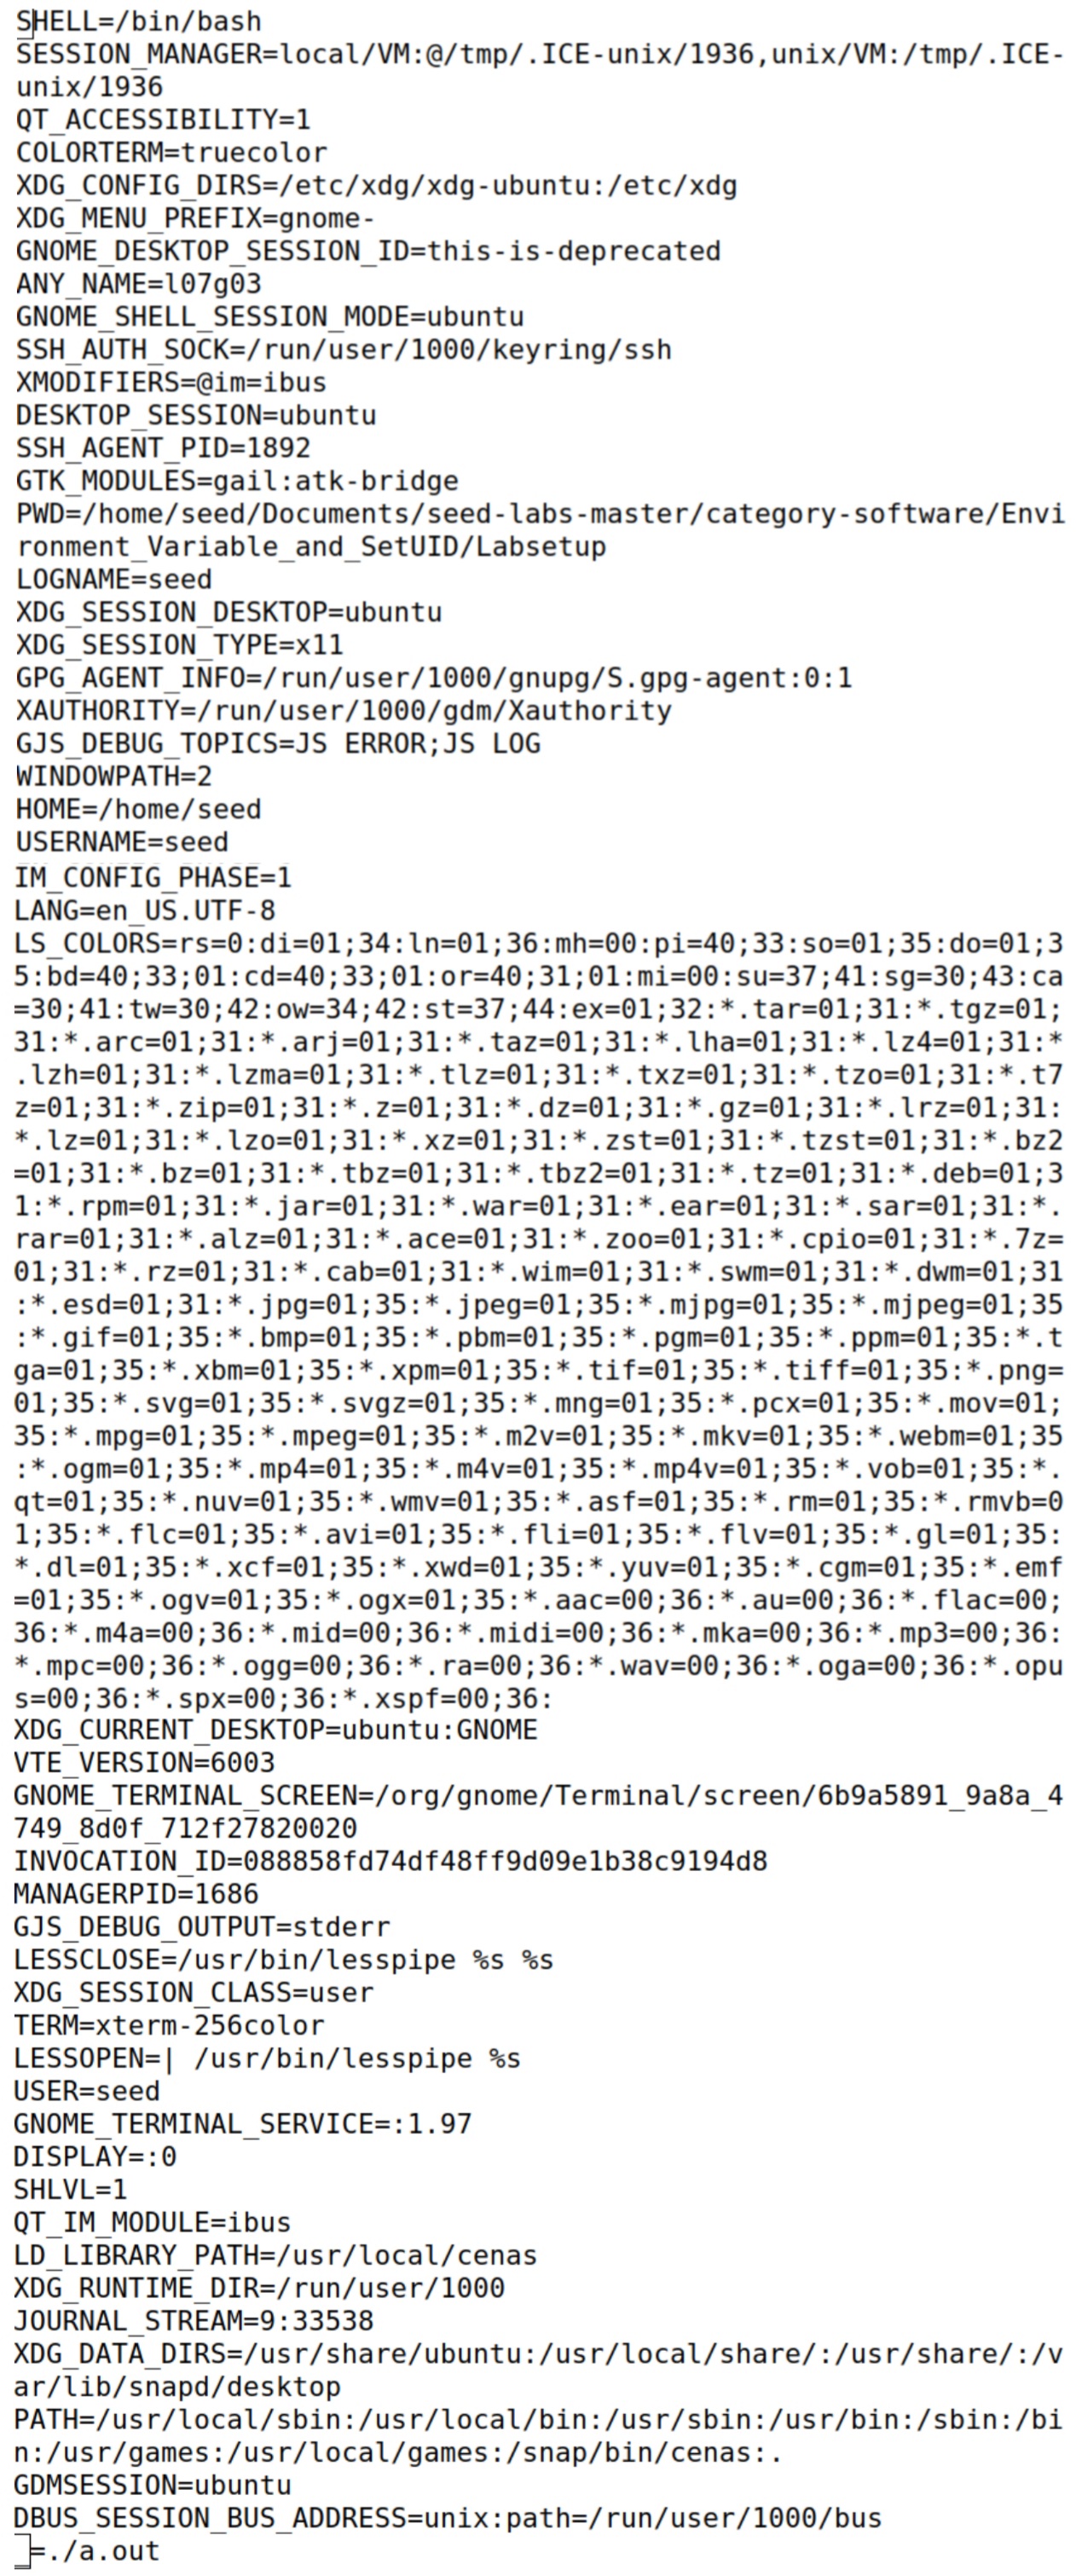 SHELL=/bin/bash
SESSION_MANAGER=local/VM:@/tmp/.ICE-unix/1936,unix/VM:/tmp/.ICE-
unix/1936
QT_ACCESSIBILITY=1
COLORTERM=truecolor
XDG_CONFIG_DIRS=/etc/xdg/xdg-ubuntu:/etc/xdg
XDG_MENU_PREFIX=gnome-
GNOME_DESKTOP_SESSION_ID=this-is-deprecated
ANY_NAME=l07g03
GNOME_SHELL_SESSION_MODE=ubuntu
SSH_AUTH_SOCK=/run/user/1000/keyring/ssh
XMODIFIERS=@im=ibus
DESKTOP_SESSION=ubuntu
SSH_AGENT_PID=1892
GTK_MODULES=gail:atk-bridge
PWD=/home/seed/Documents/seed-labs-master/category-software/Envi
ronment_Variable_and_SetUID/Labsetup
LOGNAME=seed
XDG_SESSION_DESKTOP=ubuntu
XDG_SESSION_TYPE=x11
GPG_AGENT_INFO=/run/user/1000/gnupg/S.gpg-agent:0:1
XAUTHORITY=/run/user/1000/gdm/Xauthority
GJS_DEBUG_TOPICS=JS ERROR;JS LOG
WINDOWPATH=2
HOME=/home/seed
USERNAME=seed
IM_CONFIG_PHASE=1
LANG=en_US.UTF-8
LS_COLORS=rs=0:di=01;34:ln=01;36:mh=00:pi=40;33:so=01;35:do=01;3
5:bd=40;33;01:cd=40;33;01:or=40;31;01:mi=00:su=37;41:sg=30;43:ca
=30;41:tw=30;42:ow=34;42:st=37;44:ex=01;32:*.tar=01;31:*.tgz=01;
31:*.arc=01;31:*.arj=01;31:*.taz=01;31:*.lha=01;31:*.lz4=01;31:*
.lzh=01;31:*.lzma=01;31:*.tlz=01;31:*.txz=01;31:*.tzo=01;31:*.t7
z=01;31:*.zip=01;31:*.z=01;31:*.dz=01;31:*.gz=01;31:*.lrz=01;31:
*.lz=01;31:*.lzo=01;31:*.xz=01;31:*.zst=01;31:*.tzst=01;31:*.bz2
=01;31:*.bz=01;31:*.tbz=01;31:*.tbz2=01;31:*.tz=01;31:*.deb=01;3
1:*.rpm=01;31:*.jar=01;31:*.war=01;31:*.ear=01;31:*.sar=01;31:*.
rar=01;31:*.alz=01;31:*.ace=01;31:*.zoo=01;31:*.cpio=01;31:*.7z=
01;31:*.rz=01;31:*.cab=01;31:*.wim=01;31:*.swm=01;31:*.dwm=01;31
:*.esd=01;31:*.jpg=01;35:*.jpeg=01;35:*.mjpg=01;35:*.mjpeg=01;35
:*.gif=01;35:*.bmp=01;35:*.pbm=01;35:*.pgm=01;35:*.ppm=01;35:*.t
ga=01;35:*.xbm=01;35:*.xpm=01;35:*.tif=01;35:*.tiff=01;35:*.png=
01;35:*.svg=01;35:*.svgz=01;35:*.mng=01;35:*.pcx=01;35:*.mov=01;
35:*.mpg=01;35:*.mpeg=01;35:*.m2v=01;35:*.mkv=01;35:*.webm=01;35
:*.ogm=01;35:*.mp4=01;35:*.m4v=01;35:*.mp4v=01;35:*.vob=01;35:*.
qt=01;35:*.nuv=01;35:*.wmv=01;35:*.asf=01;35:*.rm=01;35:*.rmvb=0
1;35:*.flc=01;35:*.avi=01;35:*.fli=01;35:*.flv=01;35:*.gl=01;35:
*.dl=01;35:*.xcf=01;35:*.xwd=01;35:*.yuv=01;35:*.cgm=01;35:*.emf
=01;35:*.ogv=01;35:*.ogx=01;35:*.aac=00;36:*.au=00;36:*.flac=00;
36:*.m4a=00;36:*.mid=00;36:*.midi=00;36:*.mka=00;36:*.mp3=00;36:
*.mpc=00;36:*.ogg=00;36:*.ra=00;36:*.wav=00;36:*.oga=00;36:*.opu
s=00;36:*.spx=00;36:*.xspf=00;36:
XDG_CURRENT_DESKTOP=ubuntu:GNOME
VTE_VERSION=6003
GNOME_TERMINAL_SCREEN=/org/gnome/Terminal/screen/6b9a5891_9a8a_4
749_8d0f_712f27820020
INVOCATION_ID=088858fd74df48ff9d09e1b38c9194d8
MANAGERPID=1686
GJS_DEBUG_OUTPUT=stderr
LESSCLOSE=/usr/bin/lesspipe %s %s
XDG_SESSION_CLASS=user
TERM=xterm-256color
LESSOPEN=| /usr/bin/lesspipe %s
USER=seed
GNOME_TERMINAL_SERVICE=:1.97
DISPLAY=:0
SHLVL=1
QT_IM_MODULE=ibus
LD_LIBRARY_PATH=/usr/local/cenas
XDG_RUNTIME_DIR=/run/user/1000
JOURNAL_STREAM=9:33538
XDG_DATA_DIRS=/usr/share/ubuntu:/usr/local/share/:/usr/share/:/v
ar/lib/snapd/desktop
PATH=/usr/local/sbin:/usr/local/bin:/usr/sbin:/usr/bin:/sbin:/bi
n:/usr/games:/usr/local/games:/snap/bin/cenas:.
GDMSESSION=ubuntu
DBUS_SESSION_BUS_ADDRESS=unix:path=/run/user/1000/bus
_=./a.out